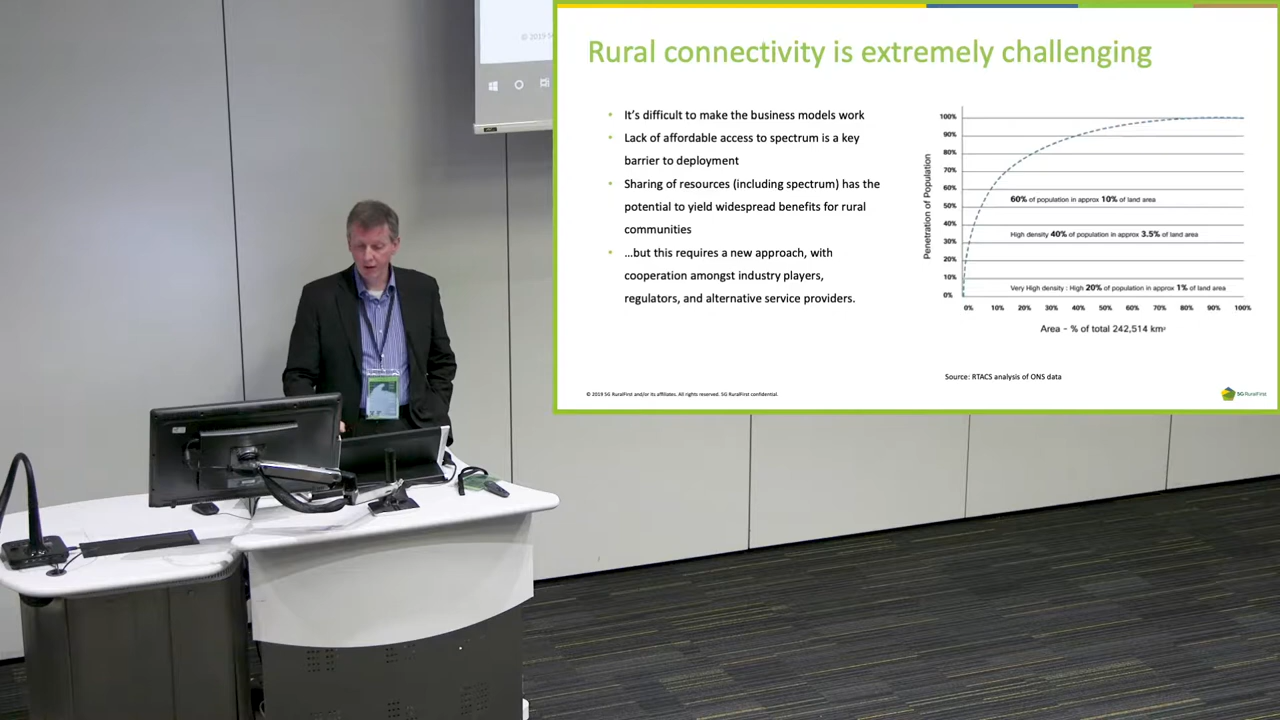 © 2019 5G
Rural connectivity is extremely challenging
• It's difficult to make the business models work
• Lack of affordable access to spectrum is a key
barrier to deployment
• Sharing of resources (including spectrum) has the
potential to yield widespread benefits for rural
communities
• …but this requires a new approach, with
cooperation amongst industry players,
regulators, and alternative service providers.
Penetration of Population
100%
90%
80%
70%
60%
50%
40%
30%
20%
10%
0%
60% of population in approx 10% of land area
High density 40% of population in approx 3.5% of land area
Very High density : High 20% of population in approx 1% of land area
0% 10% 20% 30% 40% 50% 60% 70% 80% 90% 100%
Area - % of total 242,514 km²
Source: RTACS analysis of ONS data
© 2019 5G RuralFirst and/or its affiliates. All rights reserved. 5G RuralFirst confidential.
5G RuralFirst